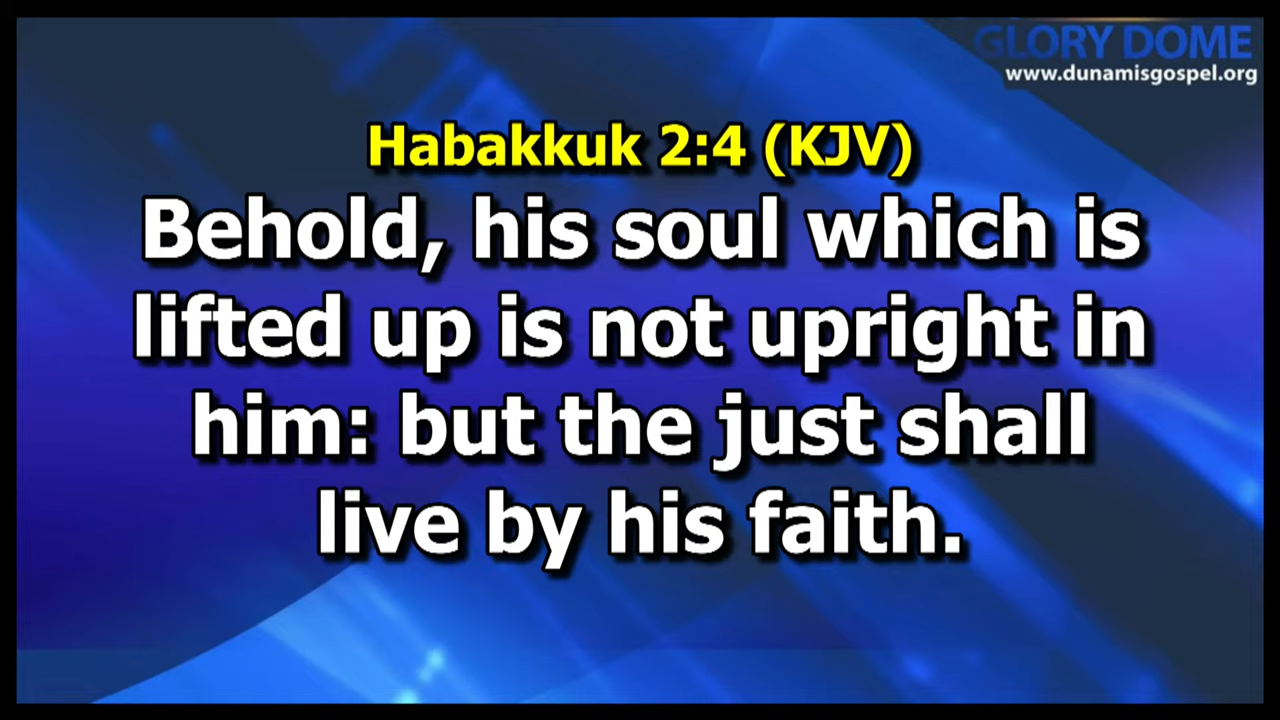 GLORY DOME
www.dunamisgospel.org
Habakkuk 2:4 (KJV)
Behold, his soul which is
lifted up is not upright in
him: but the just shall
live by his faith.